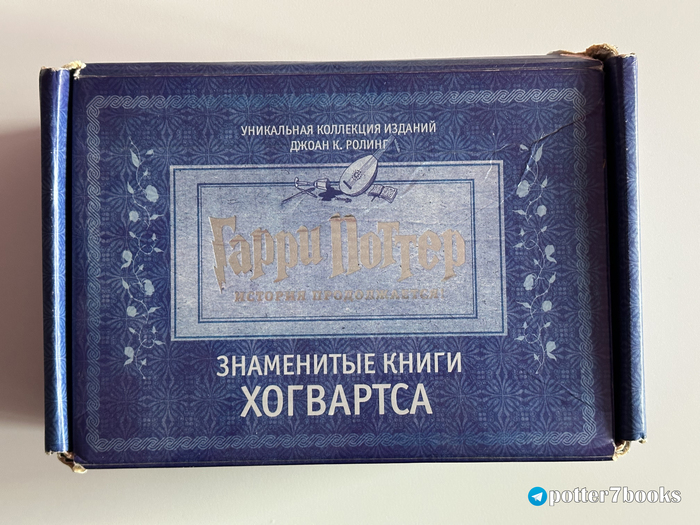 УНИКАЛЬНАЯ КОЛЛЕКЦИЯ ИЗДАНИЙ
ДЖОАН К. РОЛИНГ
Гарри Поттер
ИСТОРИЯ ПРОДОЛЖАЕТСЯ
ЗНАМЕНИТЫЕ КНИГИ
ХОГВАРТСА
potter7books